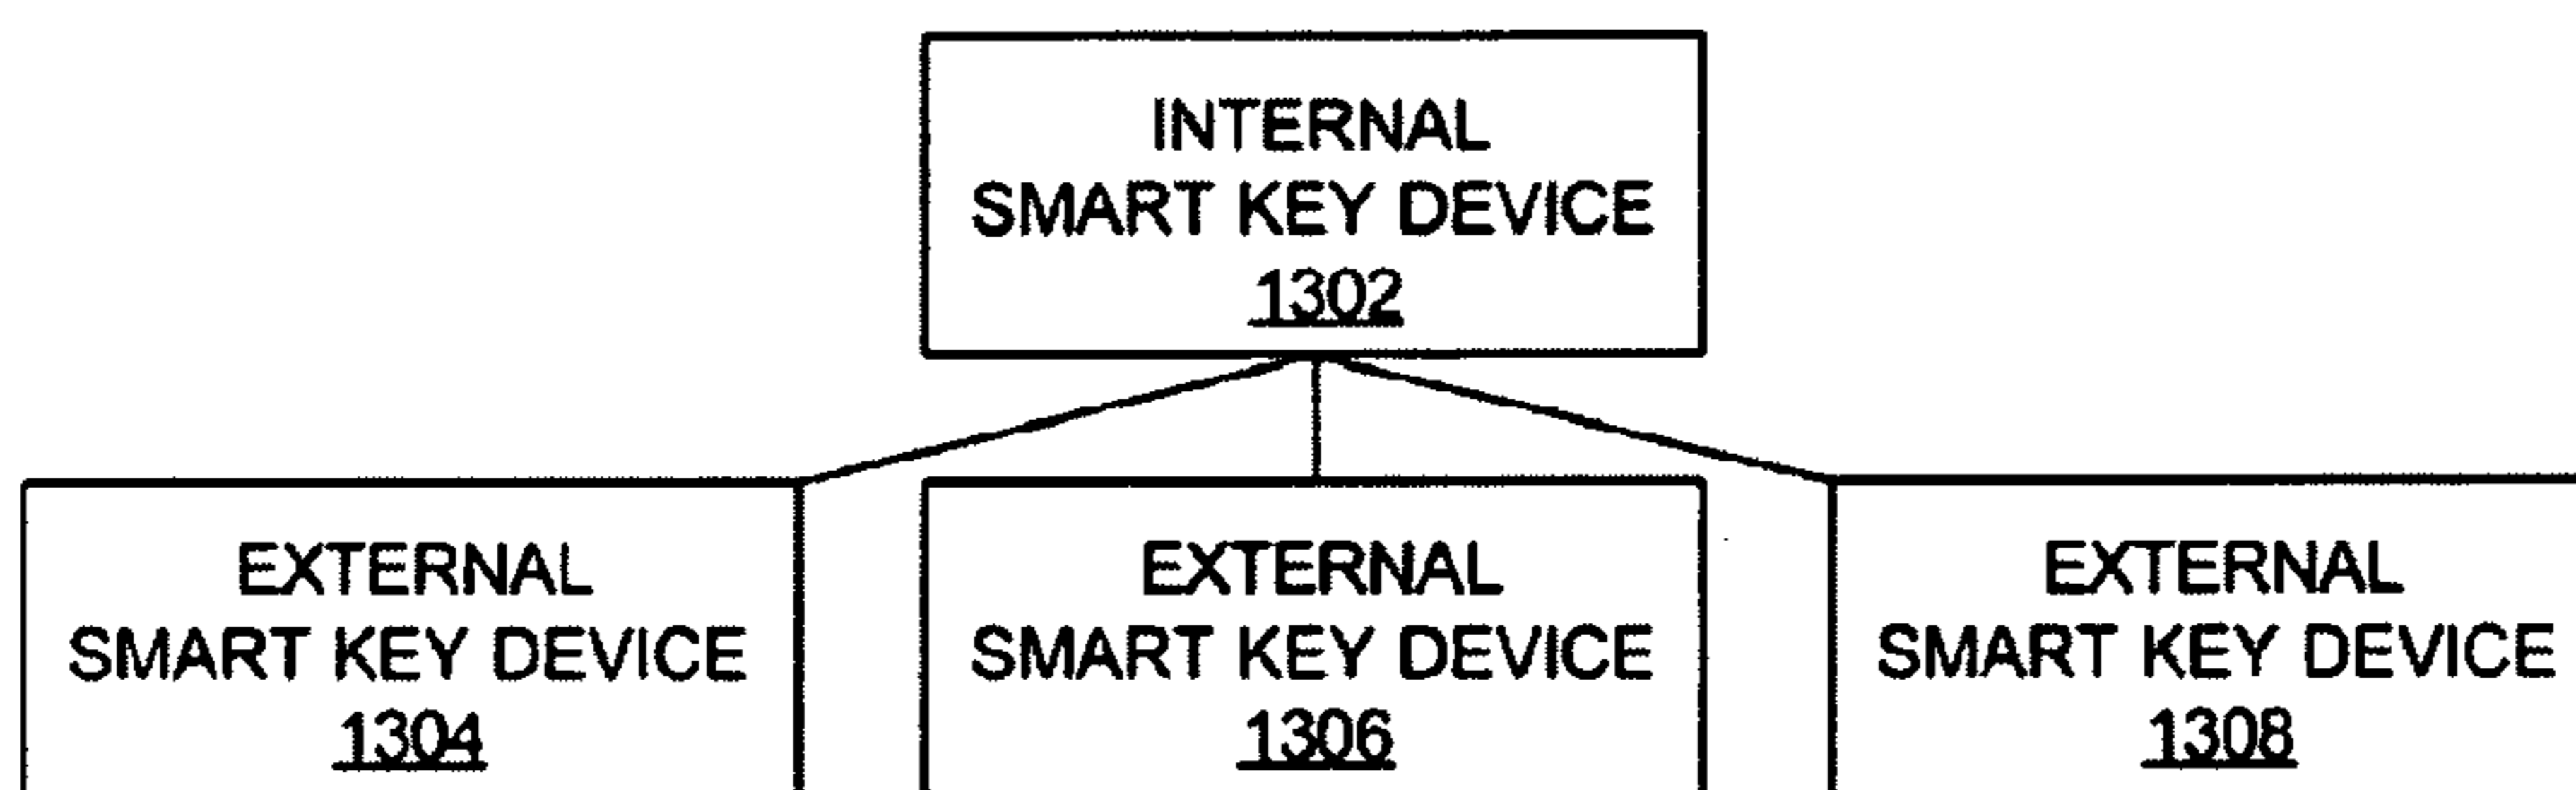 INTERNAL
SMART KEY DEVICE
1302
EXTERNAL
SMART KEY DEVICE
1304
EXTERNAL
SMART KEY DEVICE
1306
EXTERNAL
SMART KEY DEVICE
1308